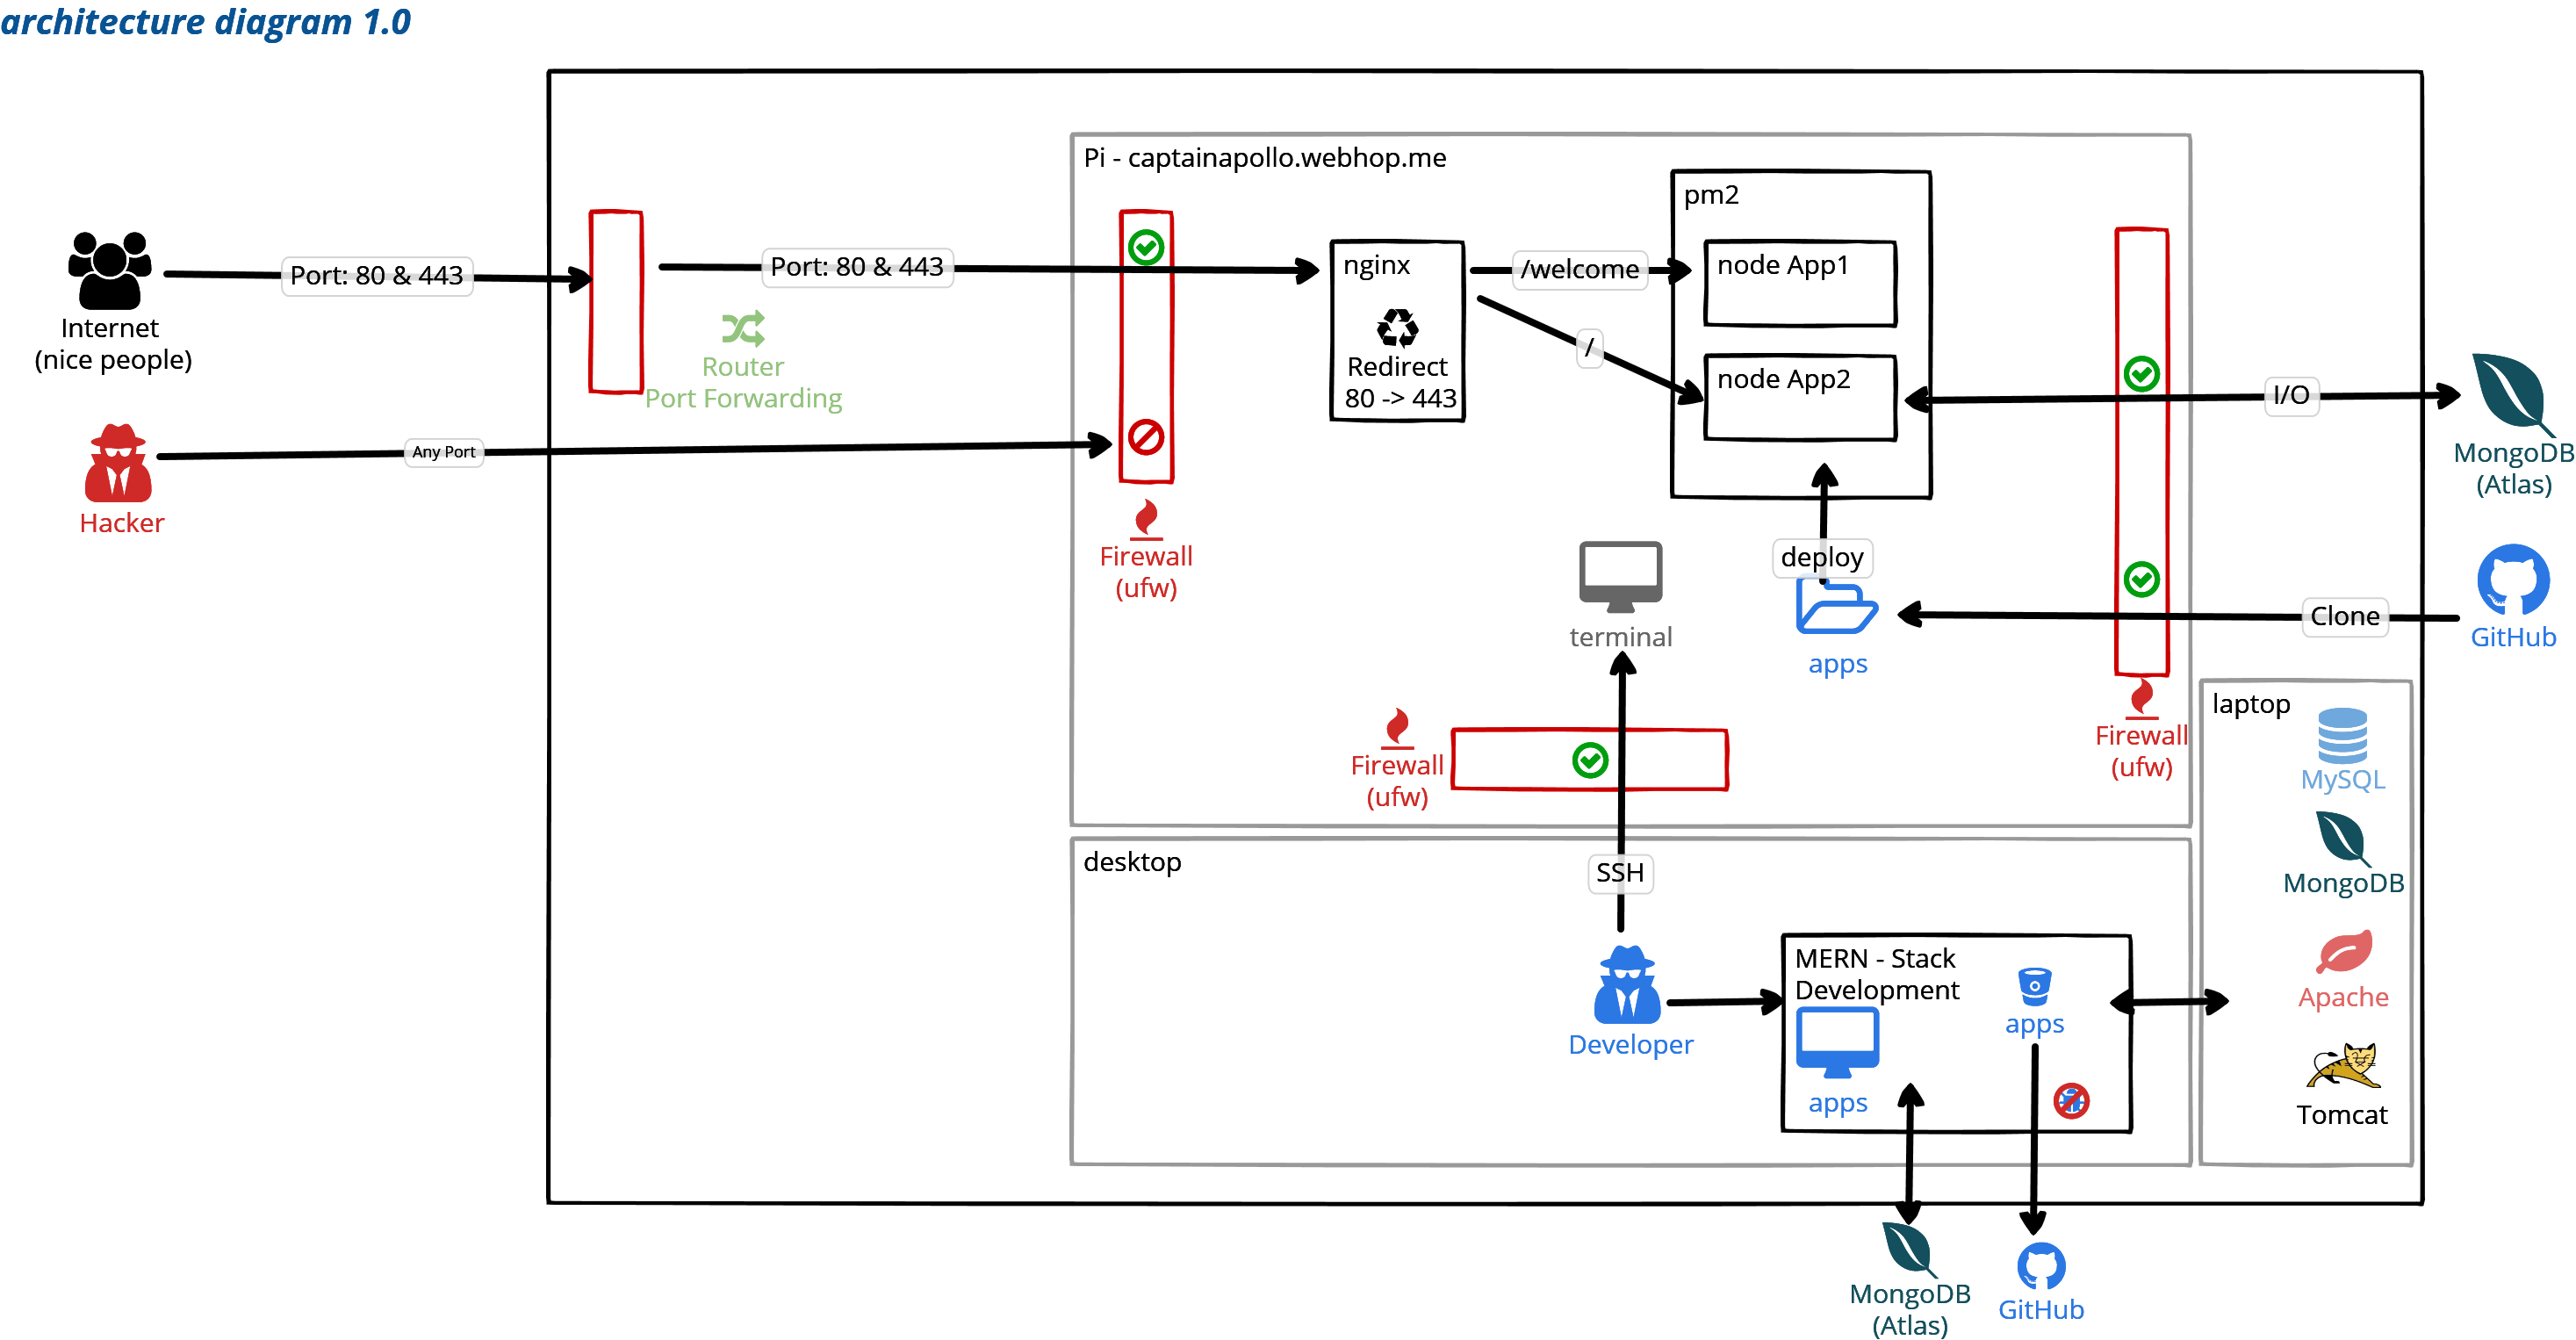 architecture diagram 1.0
Pi - captainapollo.webhop.me
pm2
Internet
(nice people)
Port: 80 & 443
Port: 80 & 443
Router
Port Forwarding
nginx
Redirect
80 -> 443
/welcome
/
node App1
node App2
I/O
MongoDB
(Atlas)
Hacker
Any Port
Firewall
(ufw)
terminal
deploy
apps
Clone
GitHub
Firewall
(ufw)
Firewall
(ufw)
laptop
MySQL
MongoDB
Apache
Tomcat
desktop
SSH
Developer
MERN - Stack
Development
apps
apps
MongoDB
(Atlas)
GitHub